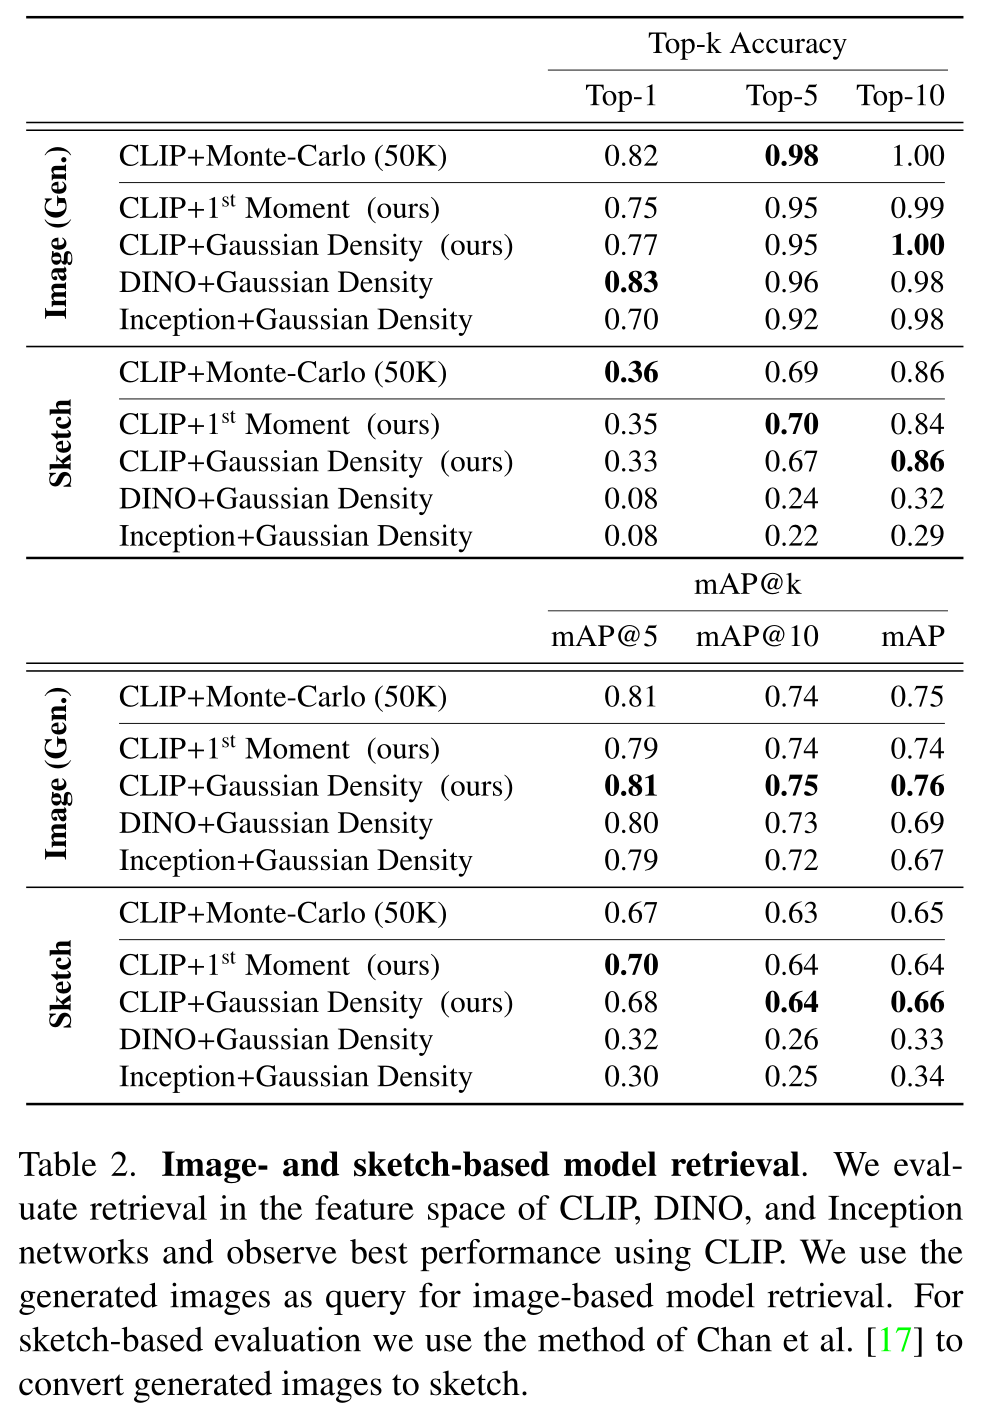 Top-k Accuracy
Top-1 Top-5 Top-10
Image (Gen.)
CLIP+Monte-Carlo (50K) 0.82 0.98 1.00
CLIP+1st Moment (ours) 0.75 0.95 0.99
CLIP+Gaussian Density (ours) 0.77 0.95 1.00
DINO+Gaussian Density 0.83 0.96 0.98
Inception+Gaussian Density 0.70 0.92 0.98
Sketch
CLIP+Monte-Carlo (50K) 0.36 0.69 0.86
CLIP+1st Moment (ours) 0.35 0.70 0.84
CLIP+Gaussian Density (ours) 0.33 0.67 0.86
DINO+Gaussian Density 0.08 0.24 0.32
Inception+Gaussian Density 0.08 0.22 0.29
mAP@k
mAP@5 mAP@10 mAP
Image (Gen.)
CLIP+Monte-Carlo (50K) 0.81 0.74 0.75
CLIP+1st Moment (ours) 0.79 0.74 0.74
CLIP+Gaussian Density (ours) 0.81 0.75 0.76
DINO+Gaussian Density 0.80 0.73 0.69
Inception+Gaussian Density 0.79 0.72 0.67
Sketch
CLIP+Monte-Carlo (50K) 0.67 0.63 0.65
CLIP+1st Moment (ours) 0.70 0.64 0.64
CLIP+Gaussian Density (ours) 0.68 0.64 0.66
DINO+Gaussian Density 0.32 0.26 0.33
Inception+Gaussian Density 0.30 0.25 0.34
Table 2. Image- and sketch-based model retrieval. We eval-
uate retrieval in the feature space of CLIP, DINO, and Inception
networks and observe best performance using CLIP. We use the
generated images as query for image-based model retrieval. For
sketch-based evaluation we use the method of Chan et al. [17] to
convert generated images to sketch.